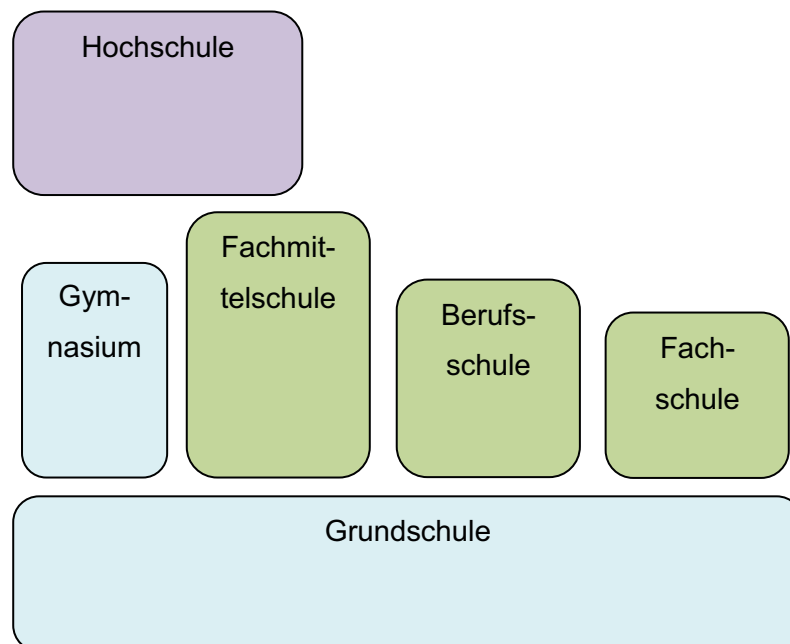 Hochschule
Fachmit-
telschule
Gym-
nasium
Berufs-
schule
Fach-
schule
Grundschule